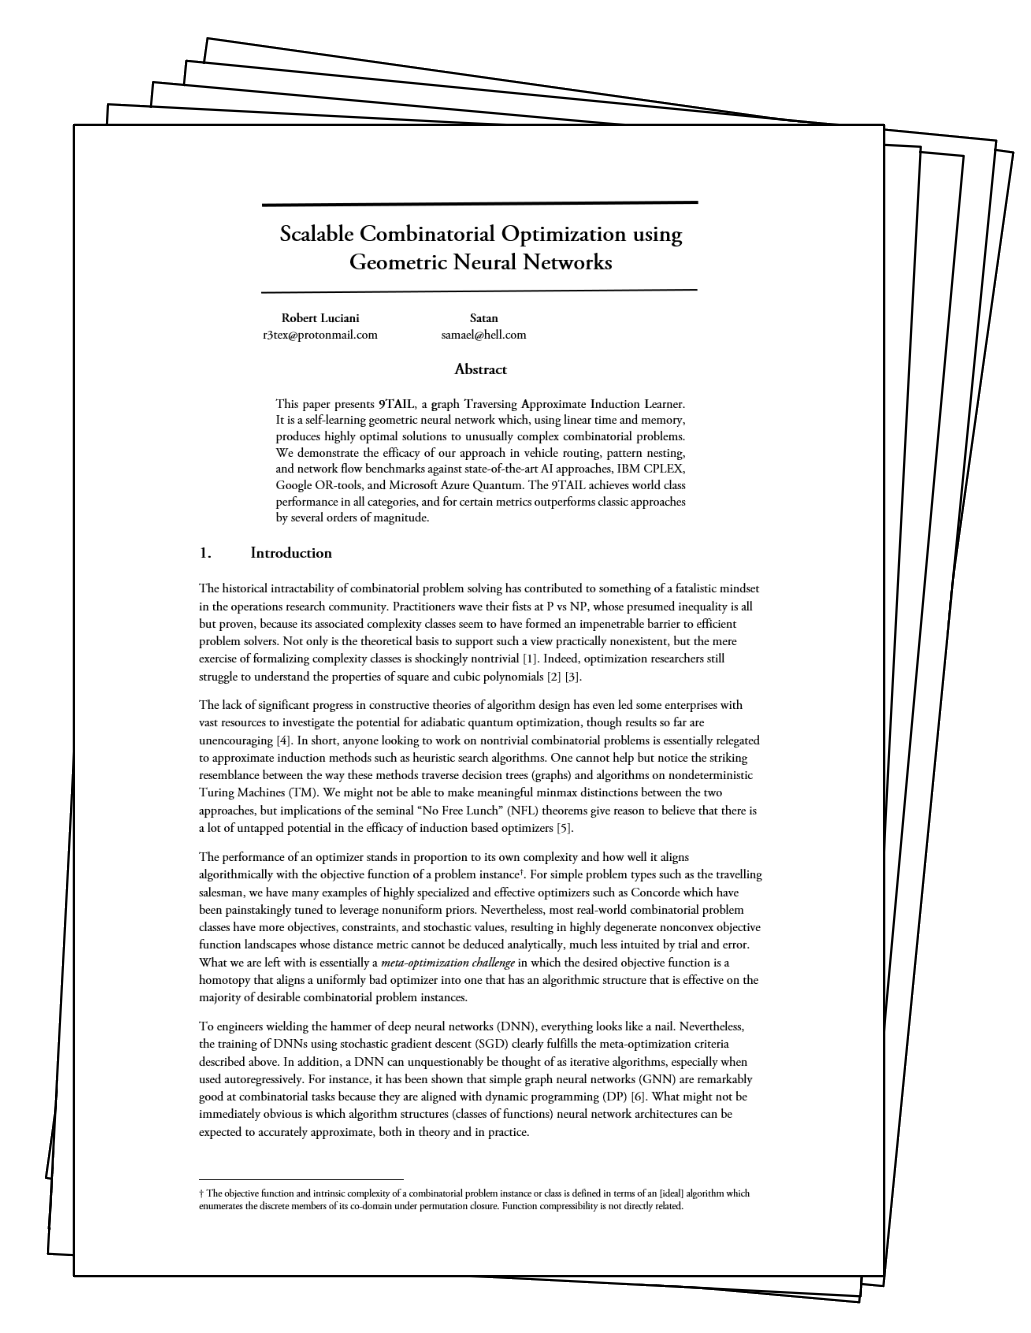 Scalable Combinatorial Optimization using
Geometric Neural Networks
Robert Luciani
r3tex@protonmail.com
Satan
samael@hell.com
Abstract
This paper presents 9TAIL, a graph Traversing Approximate Induction Learner.
It is a self-learning geometric neural network which, using linear time and memory,
produces highly optimal solutions to unusually complex combinatorial problems.
We demonstrate the efficacy of our approach in vehicle routing, pattern nesting,
and network flow benchmarks against state-of-the-art AI approaches, IBM CPLEX,
Google OR-tools, and Microsoft Azure Quantum. The 9TAIL achieves world class
performance in all categories, and for certain metrics outperforms classic approaches
by several orders of magnitude.
1. Introduction
The historical intractability of combinatorial problem solving has contributed to something of a fatalistic mindset
in the operations research community. Practitioners wave their fists at P vs NP, whose presumed inequality is all
but proven, because its associated complexity classes seem to have formed an impenetrable barrier to efficient
problem solvers. Not only is the theoretical basis to support such a view practically nonexistent, but the mere
exercise of formalizing complexity classes is shockingly nontrivial [1]. Indeed, optimization researchers still
struggle to understand the properties of square and cubic polynomials [2] [3].
The lack of significant progress in constructive theories of algorithm design has even led some enterprises with
vast resources to investigate the potential for adiabatic quantum optimization, though results so far are
unencouraging [4]. In short, anyone looking to work on nontrivial combinatorial problems is essentially relegated
to approximate induction methods such as heuristic search algorithms. One cannot help but notice the striking
resemblance between the way these methods traverse decision trees (graphs) and algorithms on nondeterministic
Turing Machines (TM). We might not be able to make meaningful minmax distinctions between the two
approaches, but implications of the seminal “No Free Lunch” (NFL) theorems give reason to believe that there is
a lot of untapped potential in the efficacy of induction based optimizers [5].
The performance of an optimizer stands in proportion to its own complexity and how well it aligns
algorithmically with the objective function of a problem instance†. For simple problem types such as the travelling
salesman, we have many examples of highly specialized and effective optimizers such as Concorde which have
been painstakingly tuned to leverage nonuniform priors. Nevertheless, most real-world combinatorial problem
classes have more objectives, constraints, and stochastic values, resulting in highly degenerate nonconvex objective
function landscapes whose distance metric cannot be deduced analytically, much less intuited by trial and error.
What we are left with is essentially a meta-optimization challenge in which the desired objective function is a
homotopy that aligns a uniformly bad optimizer into one that has an algorithmic structure that is effective on the
majority of desirable combinatorial problem instances.
To engineers wielding the hammer of deep neural networks (DNN), everything looks like a nail. Nevertheless,
the training of DNNs using stochastic gradient descent (SGD) clearly fulfills the meta-optimization criteria
described above. In addition, a DNN can unquestionably be thought of as iterative algorithms, especially when
used autoregressively. For instance, it has been shown that simple graph neural networks (GNN) are remarkably
good at combinatorial tasks because they are aligned with dynamic programming (DP) [6]. What might not be
immediately obvious is which algorithm structures (classes of functions) neural network architectures can be
expected to accurately approximate, both in theory and in practice.
† The objective function and intrinsic complexity of a combinatorial problem instance or class is defined in terms of an [ideal] algorithm which
enumerates the discrete members of its co-domain under permutation closure. Function compressibility is not directly related.